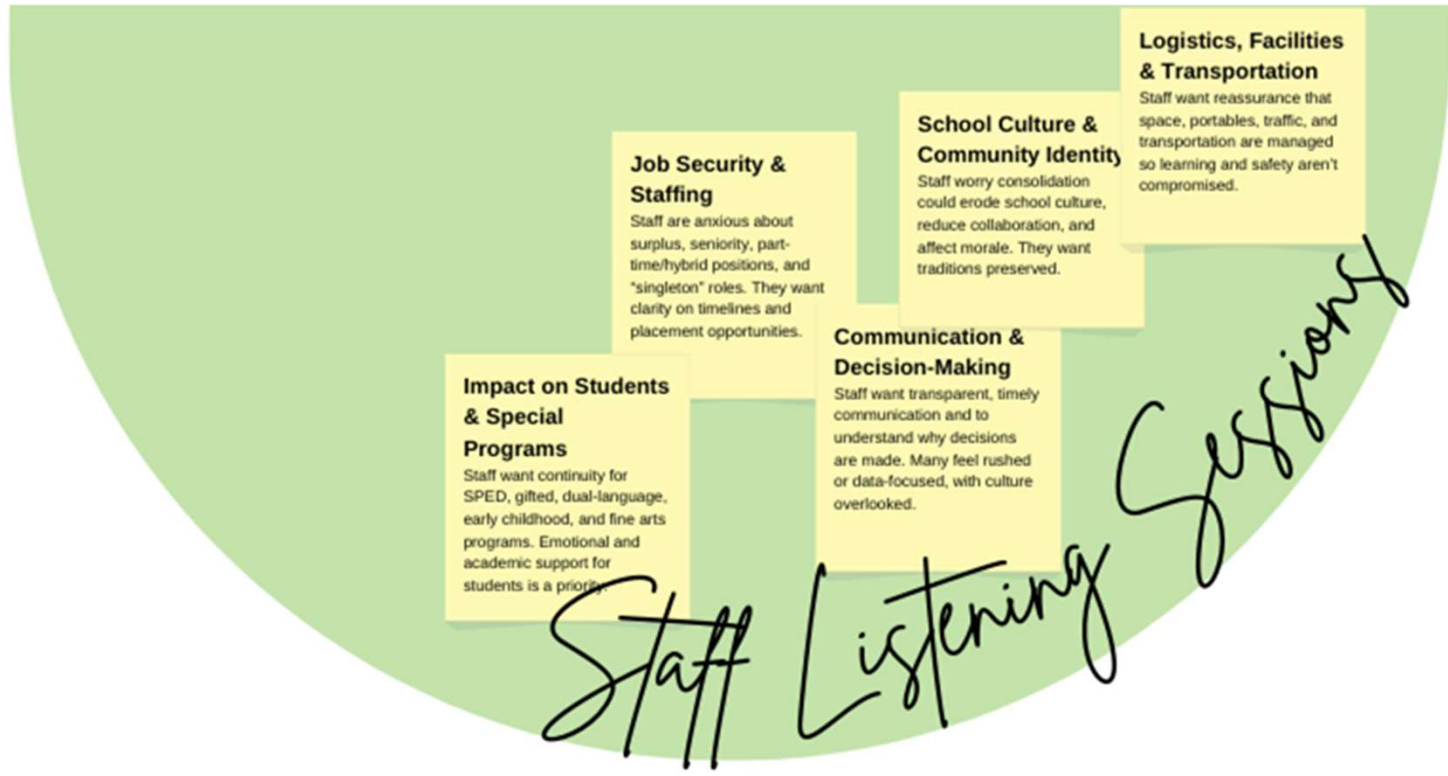 Logistics, Facilities
& Transportation
Staff want reassurance that
space, portables, traffic, and
transportation are managed
so learning and safety aren't
compromised.
School Culture &
Community Identity
Staff worry consolidation
could erode school culture,
reduce collaboration, and
affect morale. They want
traditions preserved.
Job Security &
Staffing
Staff are anxious about
surplus, seniority, part-
time/hybrid positions, and
“singleton” roles. They want
clarity on timelines and
placement opportunities.
Communication &
Decision-Making
Staff want transparent, timely
communication and to
understand why decisions
are made. Many feel rushed
or data-focused, with culture
overlooked.
Impact on Students
& Special
Programs
Staff want continuity for
SPED, gifted, dual-language,
early childhood, and fine arts
programs. Emotional and
academic support for
students is a priority.
Staff Listening Sessions